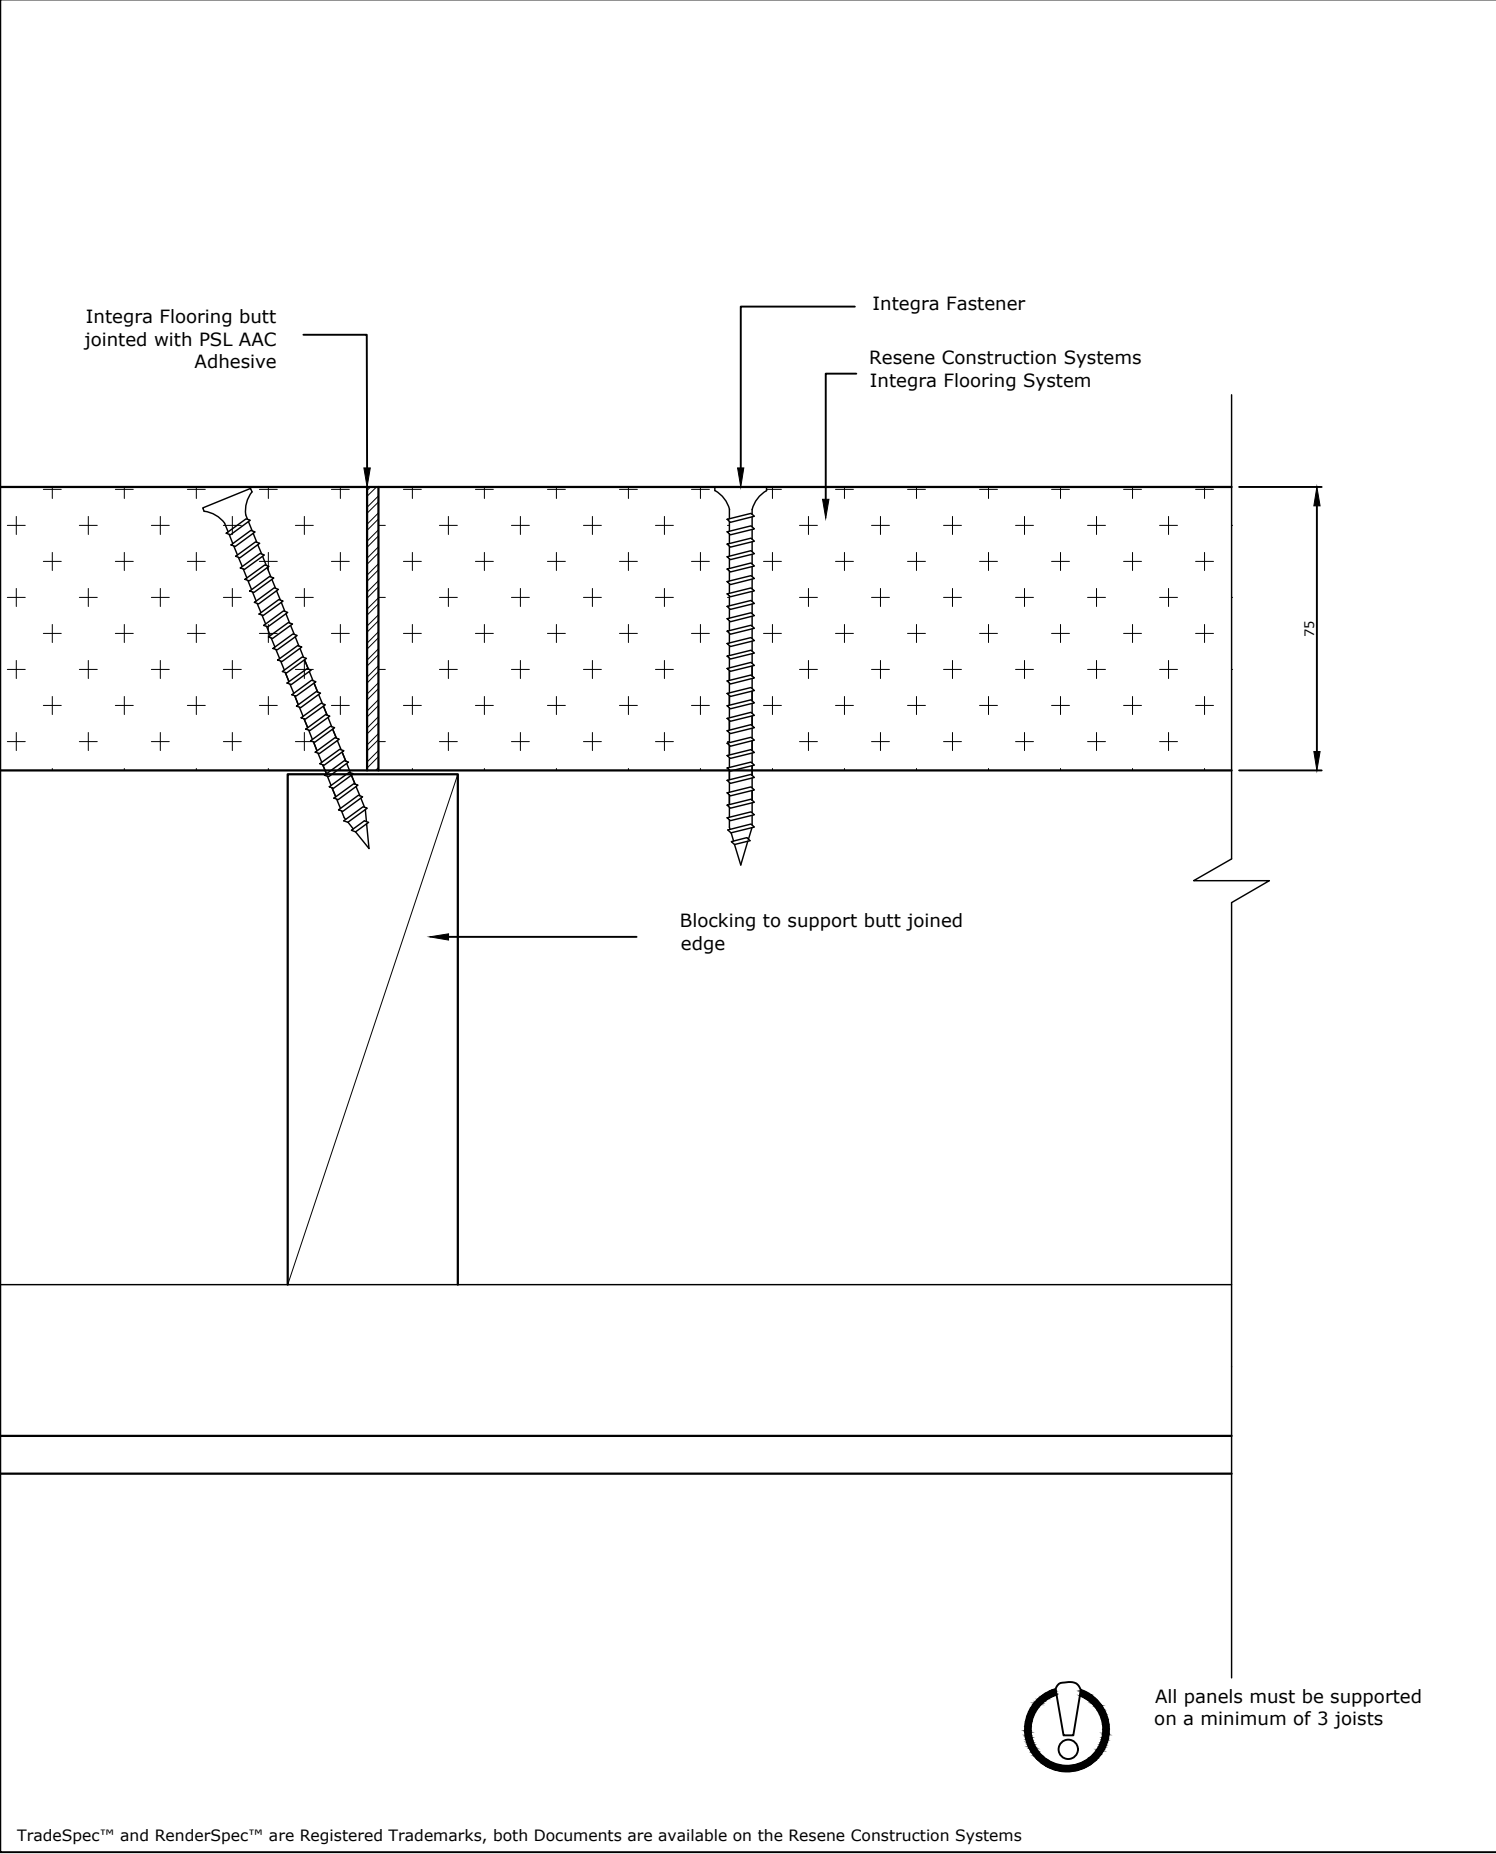 Integra Flooring butt
jointed with PSL AAC
Adhesive
Integra Fastener
Resene Construction Systems
Integra Flooring System
75
Blocking to support butt joined
edge
All panels must be supported
on a minimum of 3 joists
TradeSpec™ and RenderSpec™ are Registered Trademarks, both Documents are available on the Resene Construction Systems